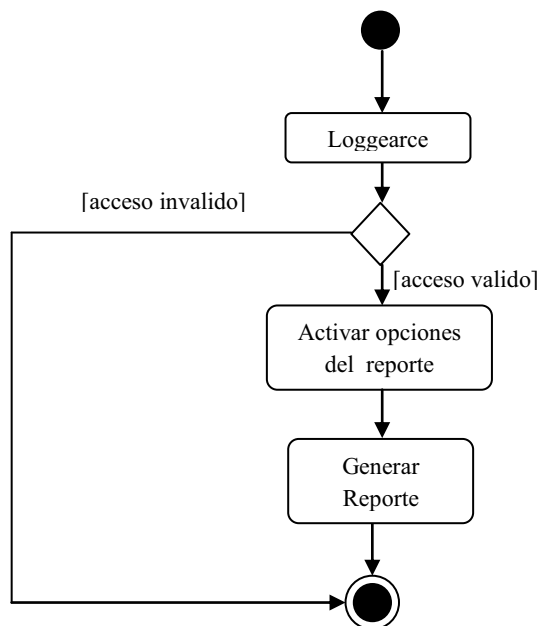 Loggearce
[acceso invalido]
[acceso valido]
Activar opciones
del reporte
Generar
Reporte